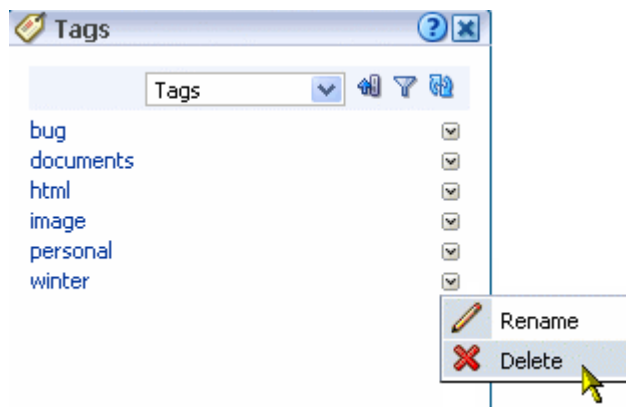 Tags
Tags
bug
documents
html
image
personal
winter
Rename
Delete